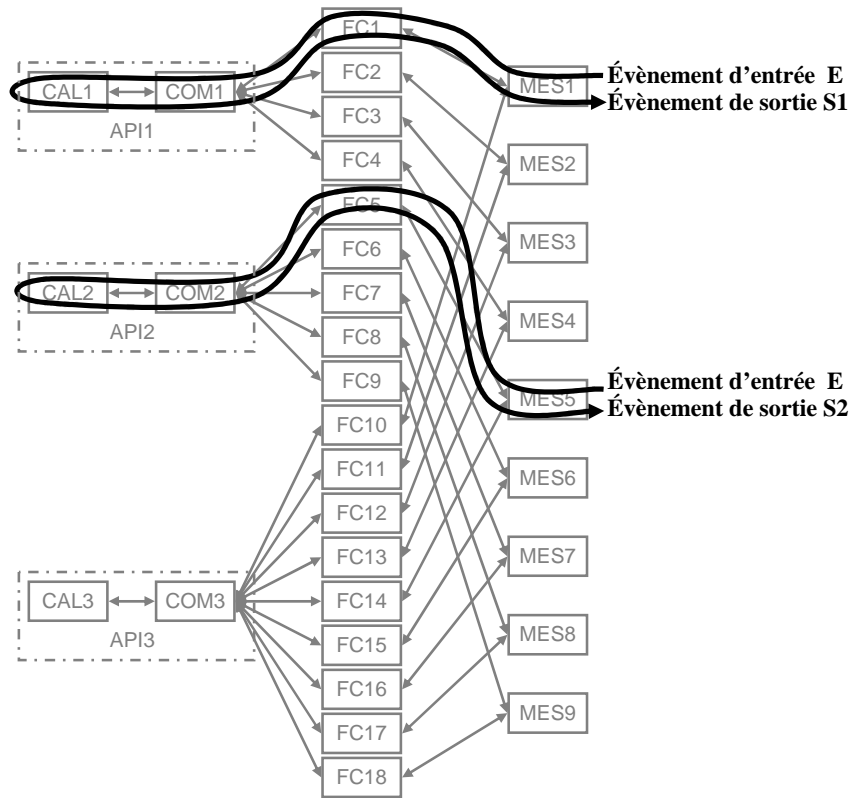 FC1
Évènement d'entrée E
CAL1 COM1 FC2 MES1
Évènement de sortie S1
FC3
API1
FC4 MES2
FC5
FC6 MES3
CAL2 COM2 FC7
API2 FC8 MES4
FC9 Évènement d'entrée E
MES5
Évènement de sortie S2
FC10
FC11 MES6
FC12
FC13 MES7
CAL3 COM3 FC14
API3 FC15 MES8
FC16
FC17 MES9
FC18